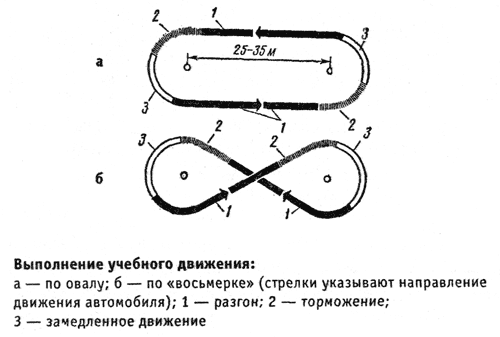 2 1 3
25–35 м
а
3 1 2
3 2 2 3
б
1 1
Выполнение учебного движения:
а — по овалу; б — по «восьмерке» (стрелки указывают направление
движения автомобиля); 1 — разгон; 2 — торможение;
3 — замедленное движение